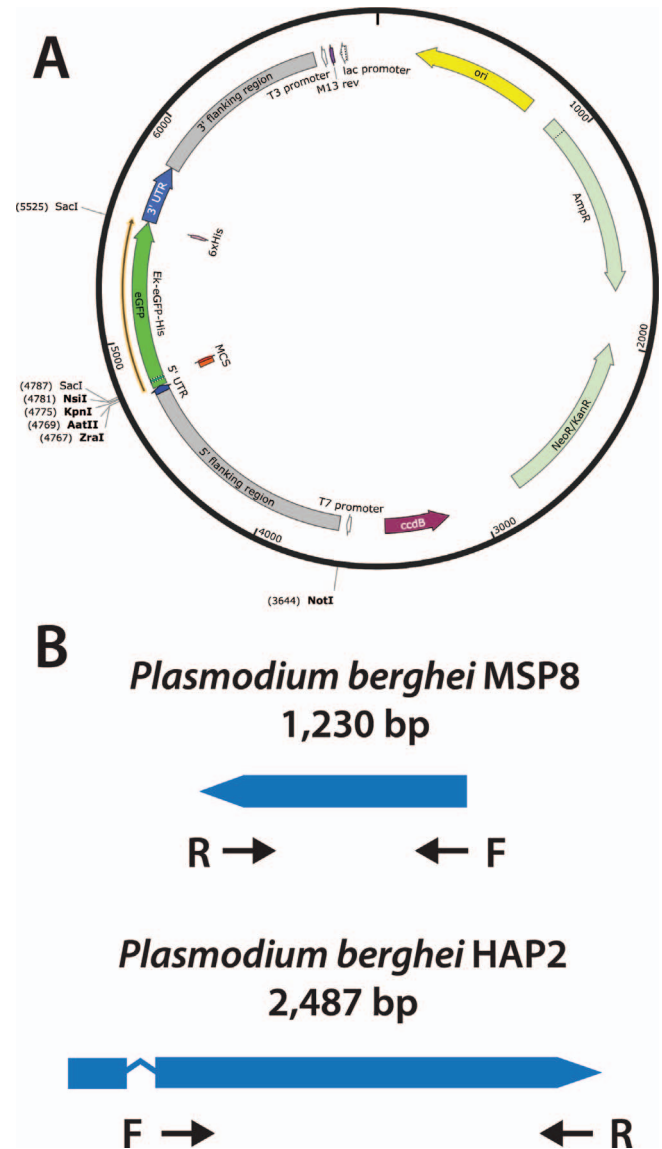 A
T3 promoter
M13 rev
lac promoter
ori
1000
AmpR
2000
NeoR/KanR
3000
ccdB
T7 promoter
4000
(3644) NotI
5' flanking region
5' UTR
MCS
(4787) SacI
(4781) NsiI
(4775) KpnI
(4769) AatII
(4767) ZraI
5000
eGFP
Ek-eGFP-His
6xHis
(5525) SacI
3' UTR
6000
3' flanking region
B
Plasmodium berghei MSP8
1,230 bp
R F
Plasmodium berghei HAP2
2,487 bp
F R